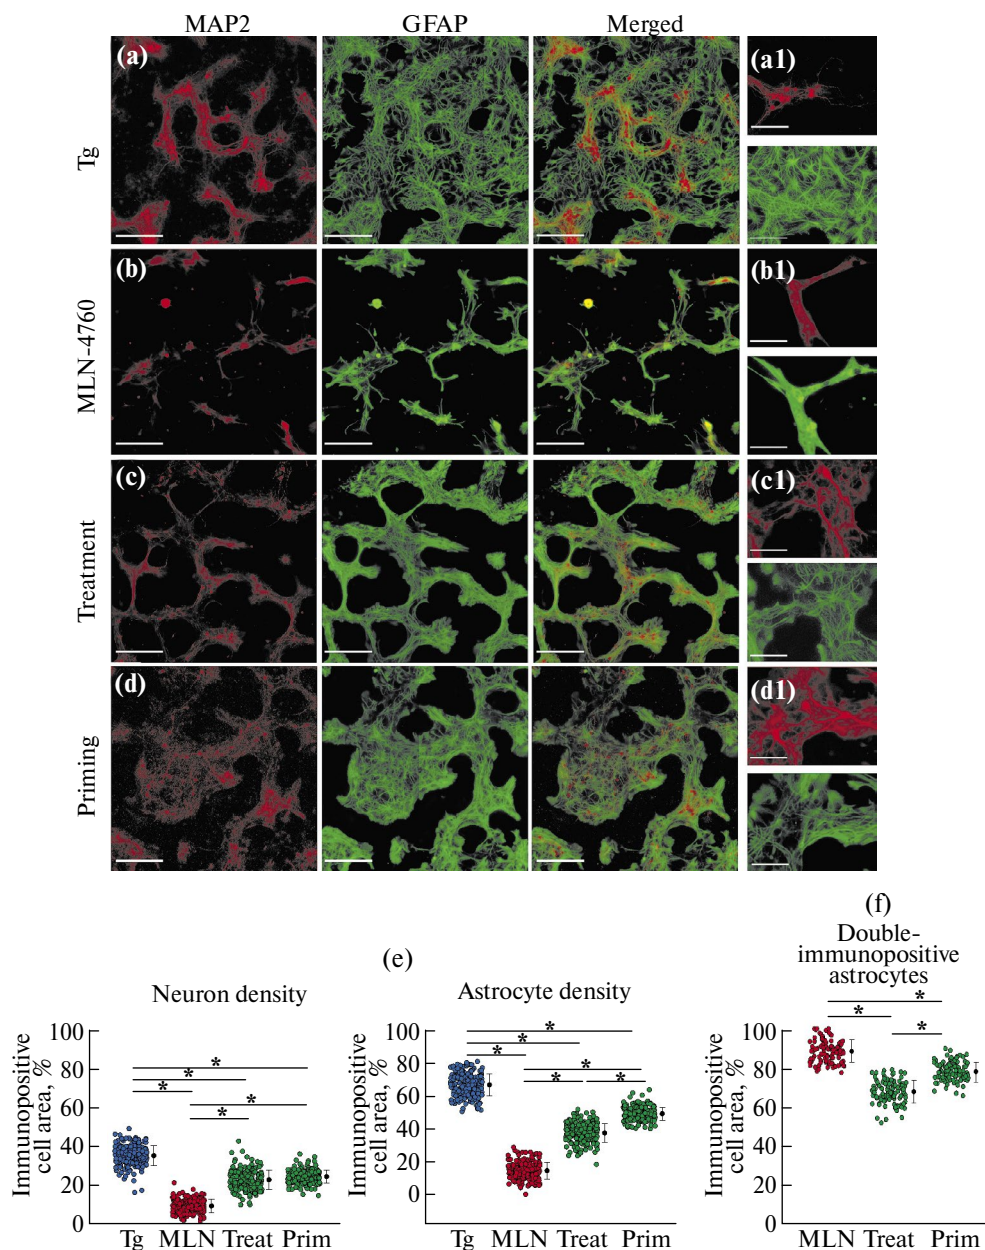 MAP2 GFAP Merged
(a) (a1)
Tg
(b) (b1)
MLN-4760
(c) (c1)
Treatment
(d) (d1)
Priming
(e)
(f)
Neuron density
Astrocyte density
Double-
immunopositive
astrocytes
Immunopositive
cell area, %
100
80
60
40
20
0
* * * * *
Tg MLN Treat Prim
Immunopositive
cell area, %
100
80
60
40
20
0
* * * * *
Tg MLN Treat Prim
Immunopositive
cell area, %
100
80
60
40
20
0
* * *
MLN Treat Prim